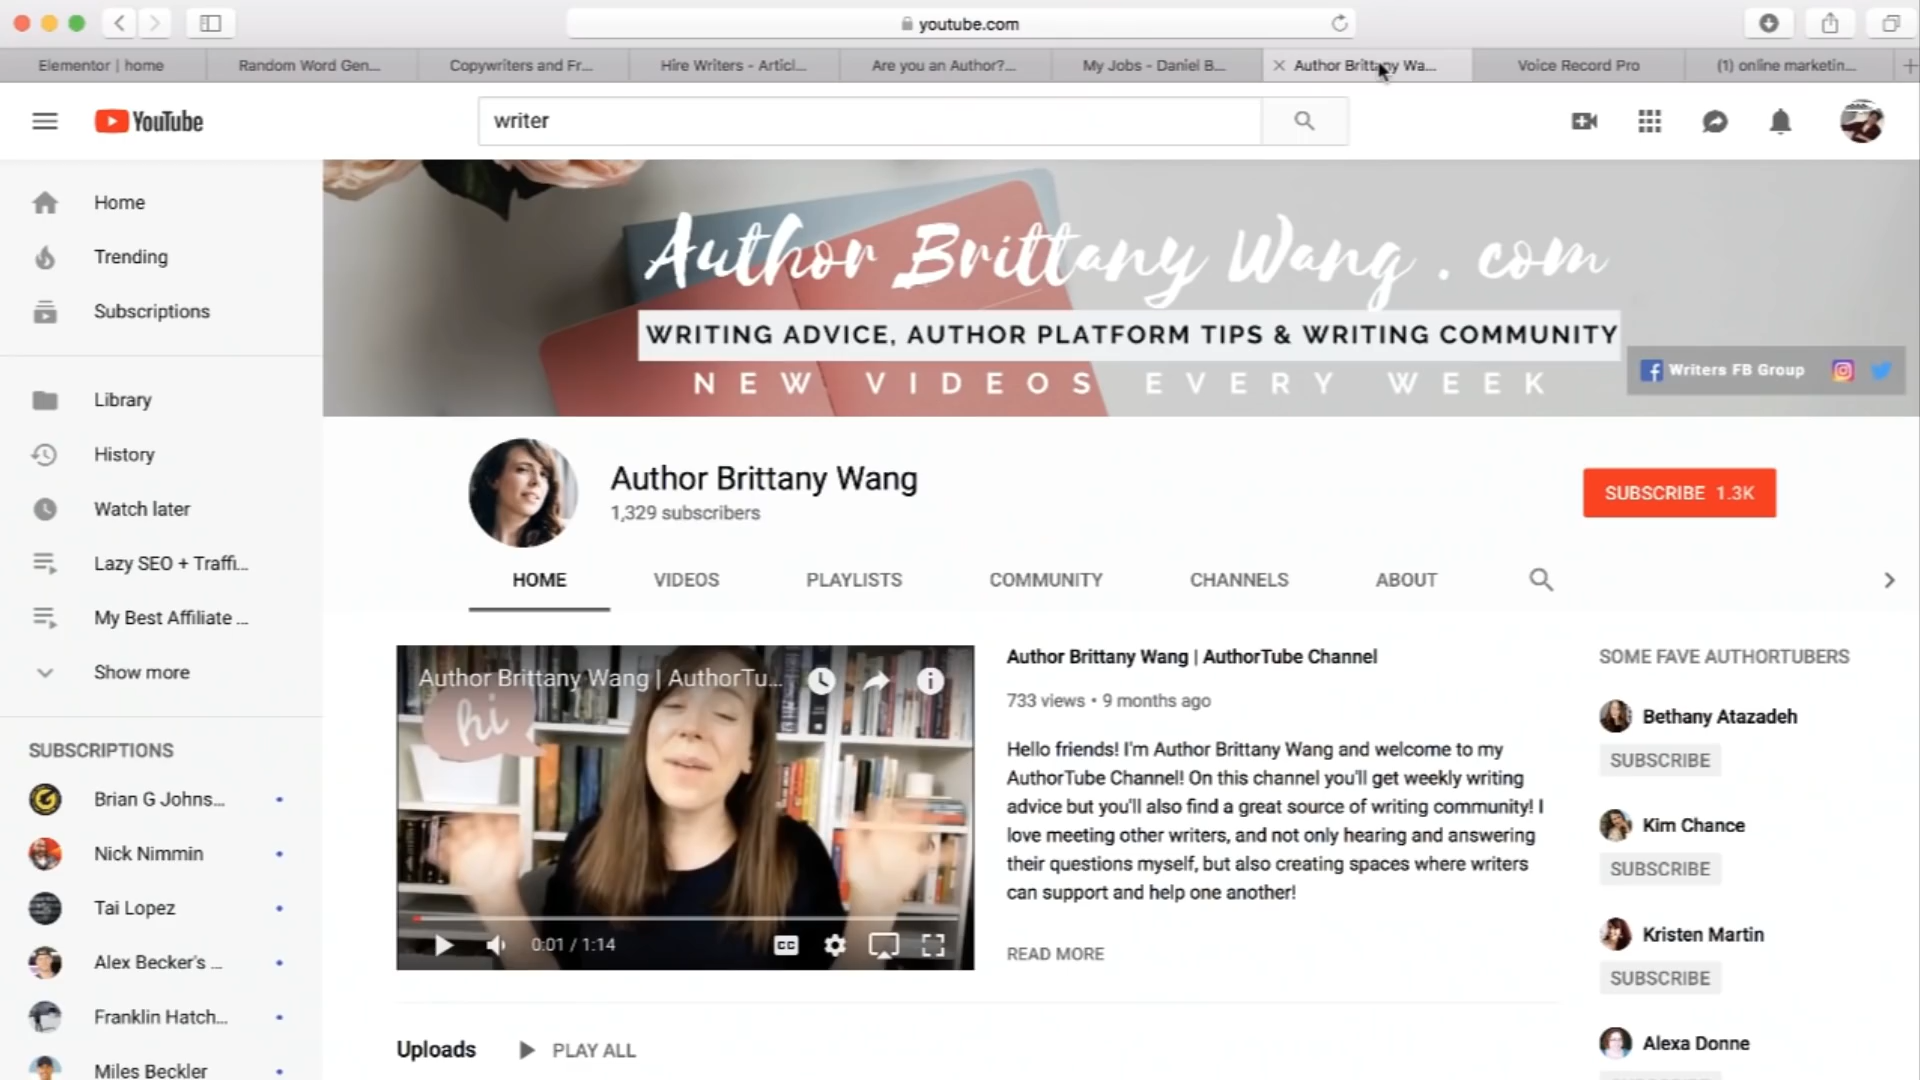 youtube.com
Elementor | home
Random Word Gen...
Copywriters and Fr...
Hire Writers - Articl...
Are you an Author?...
My Jobs - Daniel B...
Author Brittany Wa...
Voice Record Pro
(1) online marketin...
YouTube
writer
Home
Trending
Subscriptions
Library
History
Watch later
Lazy SEO + Traffi...
My Best Affiliate ...
Show more
SUBSCRIPTIONS
Brian G Johns...
Nick Nimmin
Tai Lopez
Alex Becker's ...
Franklin Hatch...
Miles Beckler
Author Brittany Wang . com
WRITING ADVICE, AUTHOR PLATFORM TIPS & WRITING COMMUNITY
NEW VIDEOS EVERY WEEK
Writers FB Group
Author Brittany Wang
1,329 subscribers
SUBSCRIBE 1.3K
HOME
VIDEOS
PLAYLISTS
COMMUNITY
CHANNELS
ABOUT
Author Brittany Wang | AuthorTu...
hi
0:01 / 1:14
CC
Author Brittany Wang | AuthorTube Channel
733 views • 9 months ago
Hello friends! I'm Author Brittany Wang and welcome to my
AuthorTube Channel! On this channel you'll get weekly writing
advice but you'll also find a great source of writing community! I
love meeting other writers, and not only hearing and answering
their questions myself, but also creating spaces where writers
can support and help one another!
READ MORE
Uploads
PLAY ALL
SOME FAVE AUTHORTUBERS
Bethany Atazadeh
SUBSCRIBE
Kim Chance
SUBSCRIBE
Kristen Martin
SUBSCRIBE
Alexa Donne